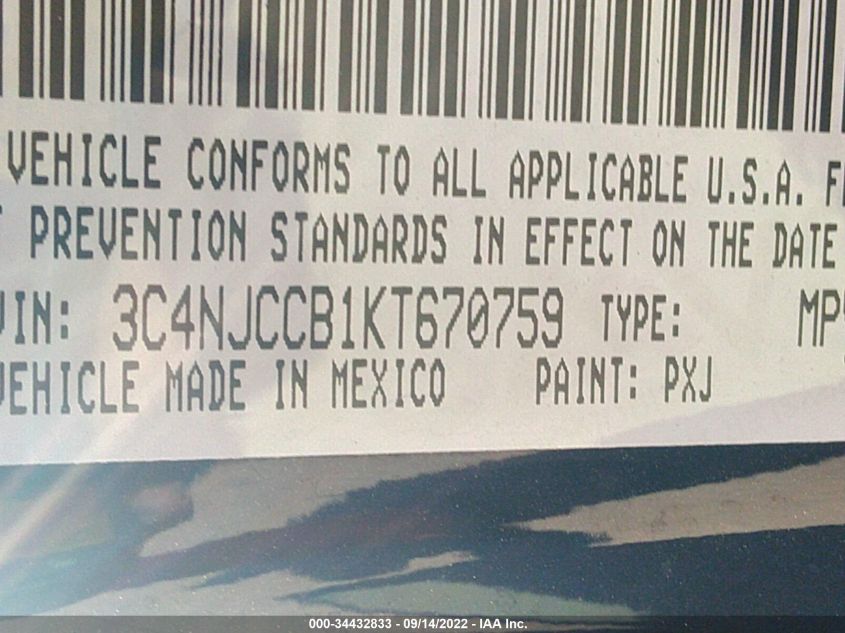 VEHICLE CONFORMS TO ALL APPLICABLE U.S.A.
PREVENTION STANDARDS IN EFFECT ON THE DATE
VIN: 3C4NJCCB1KT670759 TYPE: MP
VEHICLE MADE IN MEXICO PAINT: PXJ
000-34432833 - 09/14/2022 - IAA Inc.